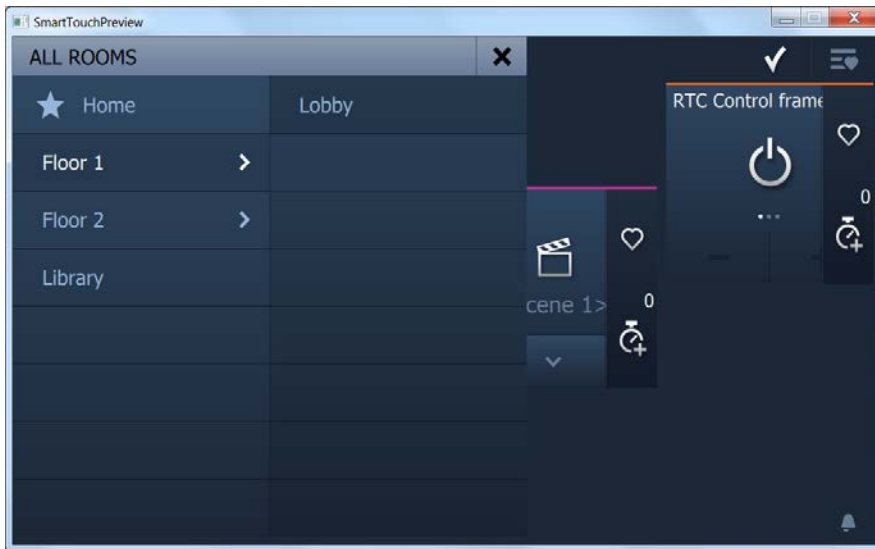 SmartTouchPreview
ALL ROOMS
Home
Lobby
Floor 1
Floor 2
Library
RTC Control frame
0
cene 1>
0